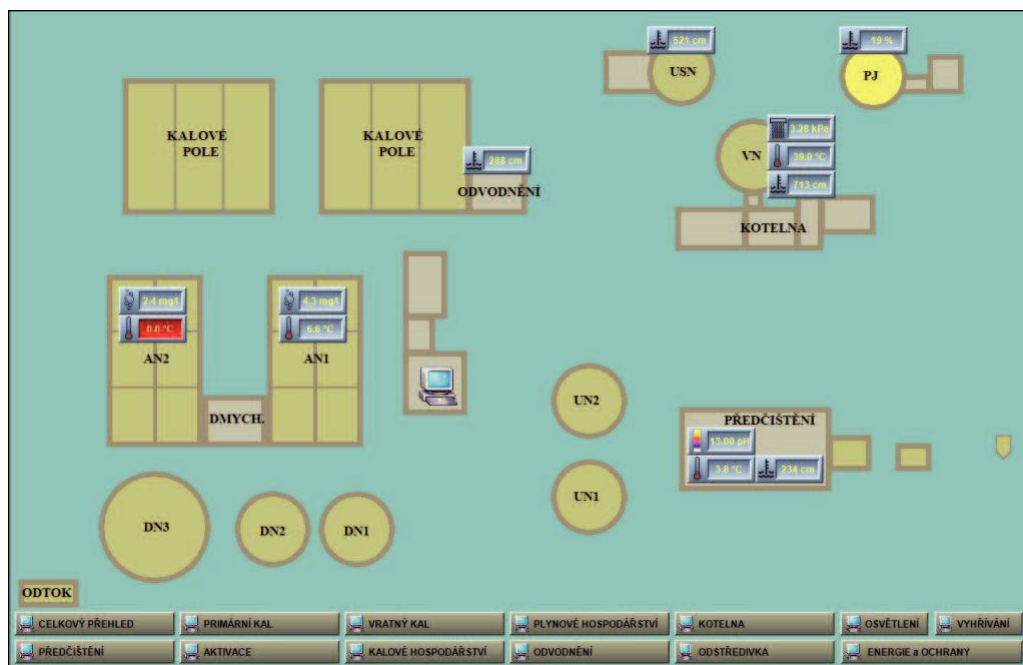 521 cm
19 %
USN
PJ
KALOVÉ
POLE
KALOVÉ
POLE
3.28 kPa
VN
39.0 °C
288 cm
713 cm
ODVODNĚNÍ
KOTELNA
2.4 mg/l
4.3 mg/l
0.0 °C
6.6 °C
AN2
AN1
UN2
DMYCH.
PŘEDČIŠTĚNÍ
13.00 pH
3.8 °C
234 cm
UN1
DN3
DN2
DN1
ODTOK
CELKOVÝ PŘEHLED
PRIMÁRNÍ KAL
VRATNÝ KAL
PLYNOVÉ HOSPODÁŘSTVÍ
KOTELNA
OSVĚTLENÍ
VYHŘÍVÁNÍ
PŘEDČIŠTĚNÍ
AKTIVACE
KALOVÉ HOSPODÁŘSTVÍ
ODVODNĚNÍ
ODSTŘEDIVKA
ENERGIE a OCHRANY